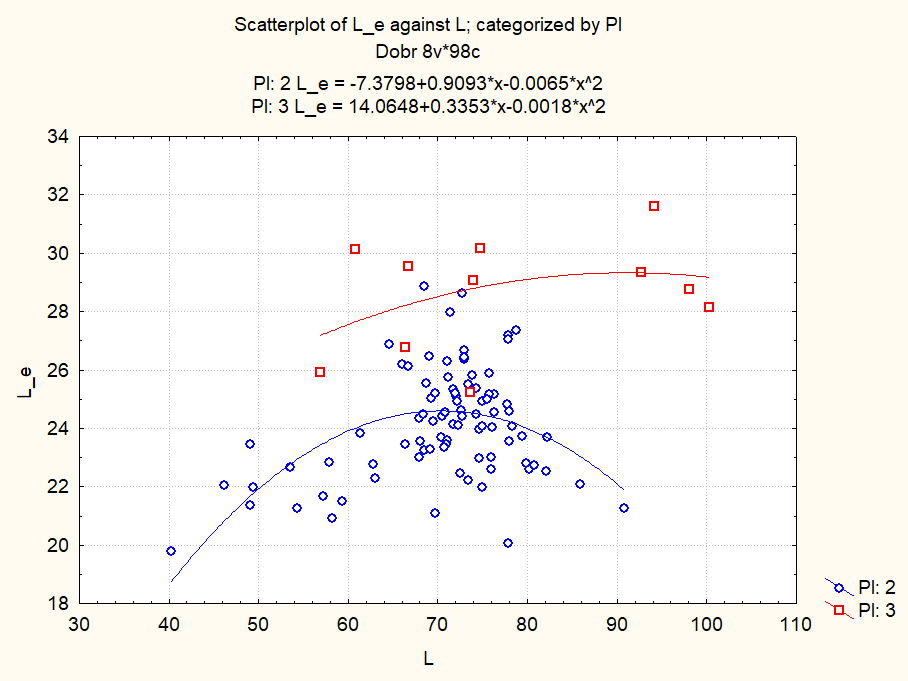 Scatterplot of L_e against L; categorized by Pl
Dobr 8v*98c
Pl: 2 L_e = -7.3798+0.9093*x-0.0065*x^2
Pl: 3 L_e = 14.0648+0.3353*x-0.0018*x^2
34
32
30
28
26
24
22
20
18
L_e
30 40 50 60 70 80 90 100 110
L
Pl: 2
Pl: 3